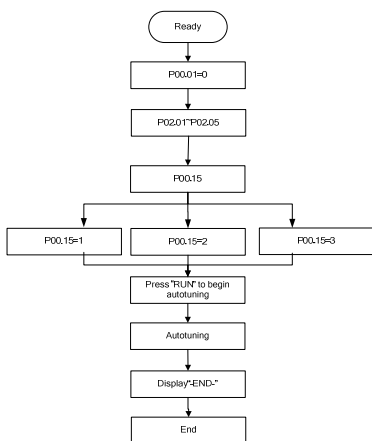 Ready
P00.01=0
P02.01~P02.05
P00.15
P00.15=1
P00.15=2
P00.15=3
Press "RUN" to begin
autotuning
Autotuning
Display"-END-"
End